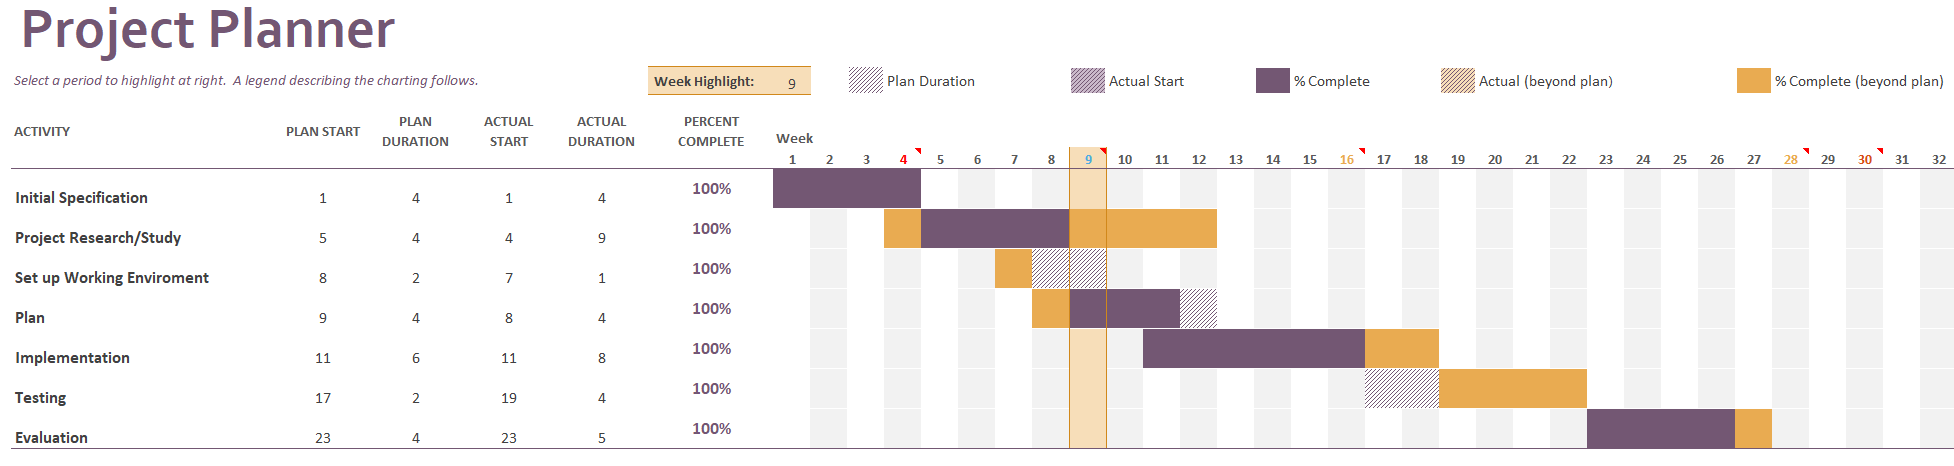 Project Planner
Select a period to highlight at right.  A legend describing the charting follows.
Week Highlight: 9
Plan Duration
Actual Start
% Complete
Actual (beyond plan)
% Complete (beyond plan)
ACTIVITY
PLAN START
PLAN
DURATION
ACTUAL
START
ACTUAL
DURATION
PERCENT
COMPLETE
Week
1 2 3 4 5 6 7 8 9 10 11 12 13 14 15 16 17 18 19 20 21 22 23 24 25 26 27 28 29 30 31 32
Initial Specification 1 4 1 4 100%
Project Research/Study 5 4 4 9 100%
Set up Working Enviroment 8 2 7 1 100%
Plan 9 4 8 4 100%
Implementation 11 6 11 8 100%
Testing 17 2 19 4 100%
Evaluation 23 4 23 5 100%